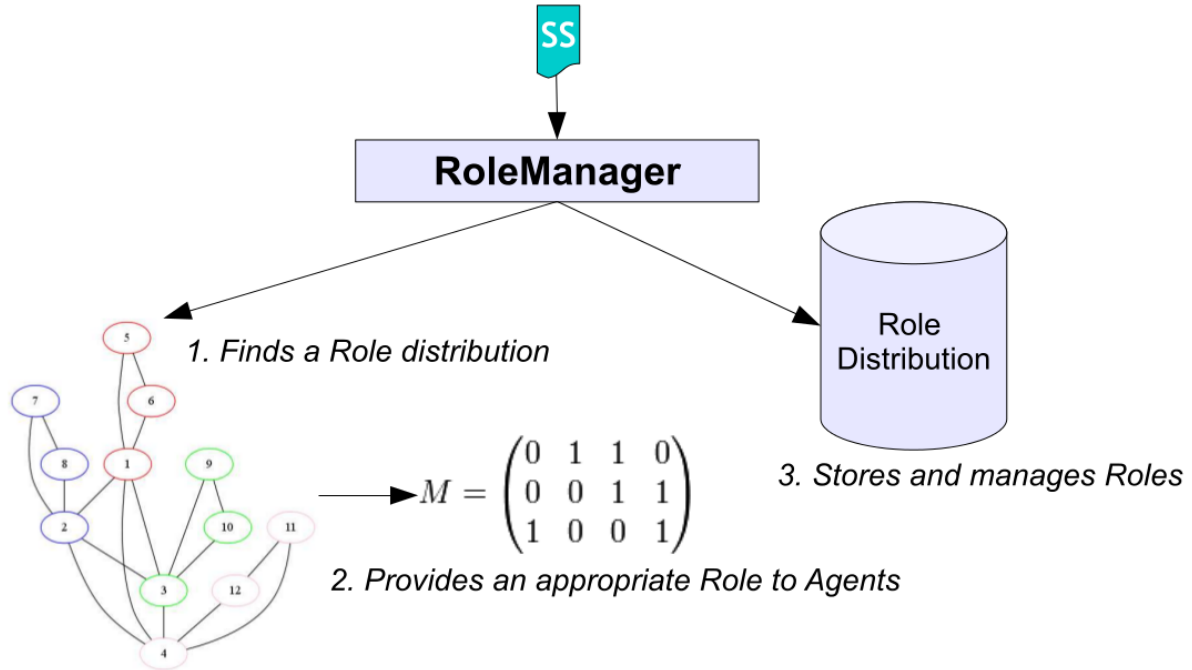 SS
RoleManager
Role
Distribution
1. Finds a Role distribution
5
6
7
8
1
9
2
10
11
3
12
4
M =
0 1 1 0
0 0 1 1
1 0 0 1
3. Stores and manages Roles
2. Provides an appropriate Role to Agents